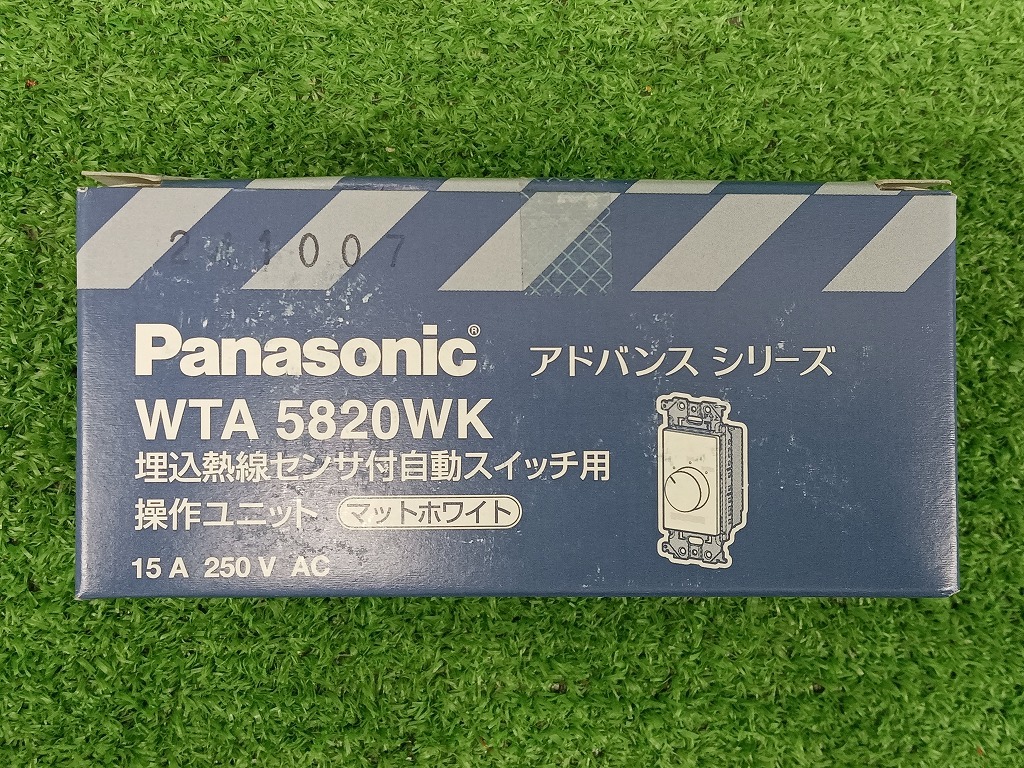 241007
Panasonic® アドバンス シリーズ
WTA 5820WK
埋込熱線センサ付自動スイッチ用
操作ユニット マットホワイト
15 A 250 V AC